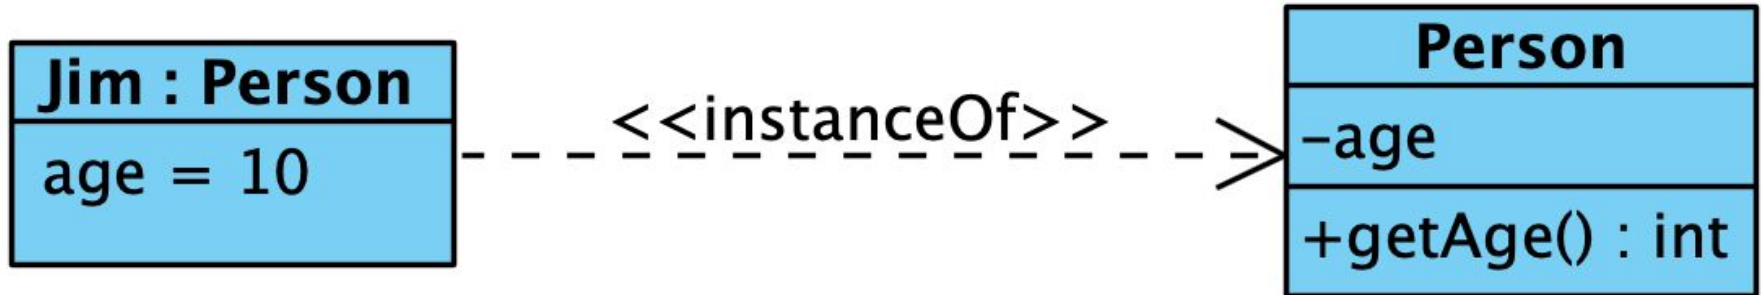 Jim : Person
age = 10
<<instanceOf>>
Person
-age
+getAge() : int